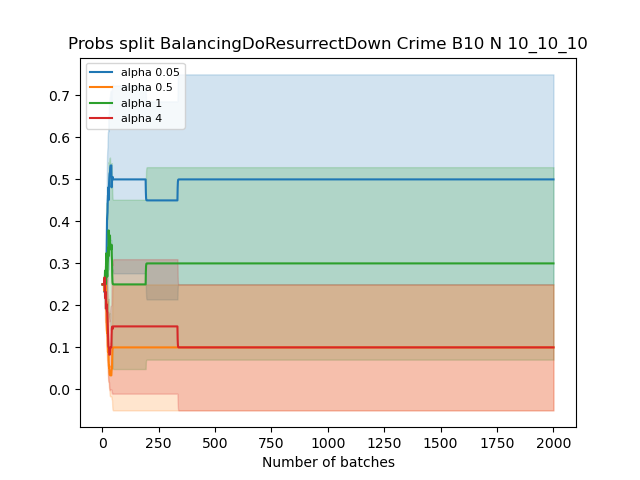 Probs split BalancingDoResurrectDown Crime B10 N 10_10_10
alpha 0.05
alpha 0.5
alpha 1
alpha 4
0.7
0.6
0.5
0.4
0.3
0.2
0.1
0.0
0 250 500 750 1000 1250 1500 1750 2000
Number of batches